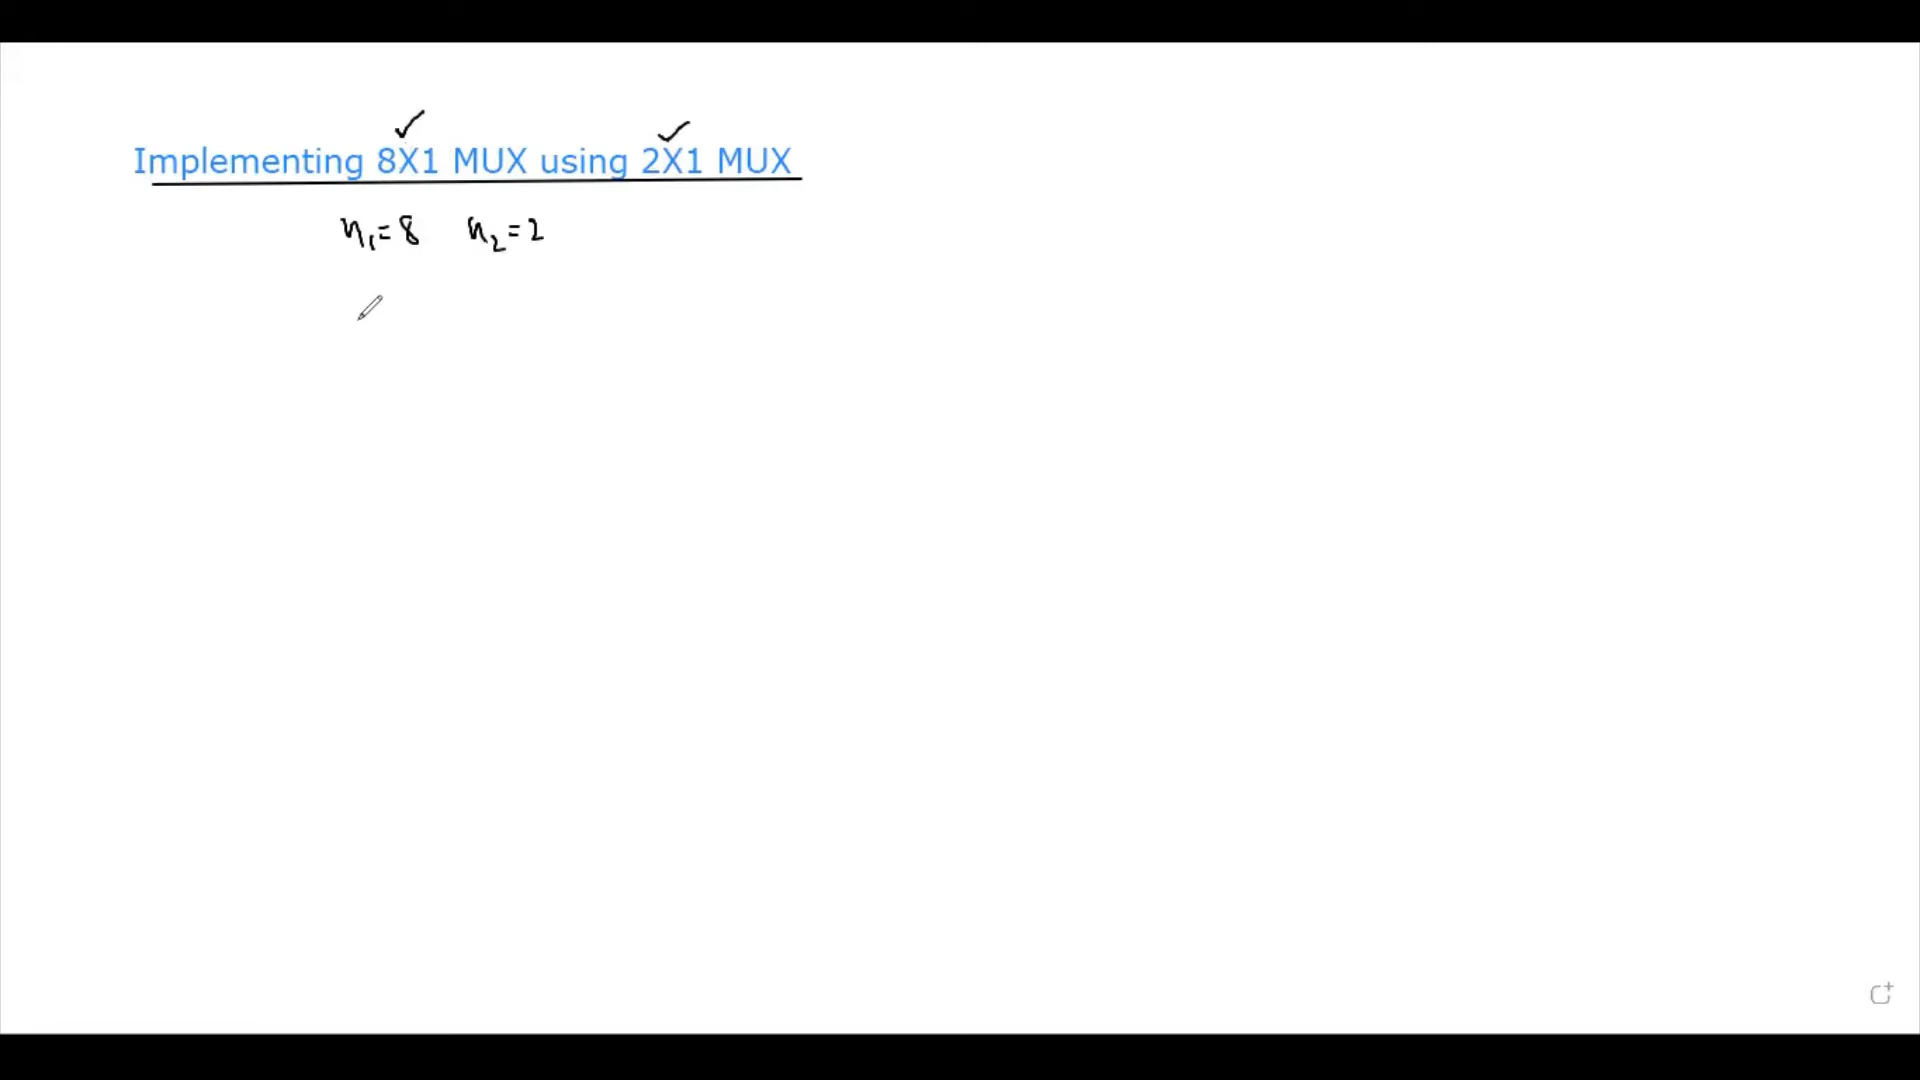 Implementing 8X1 MUX using 2X1 MUX
n₁=8 n₂=2